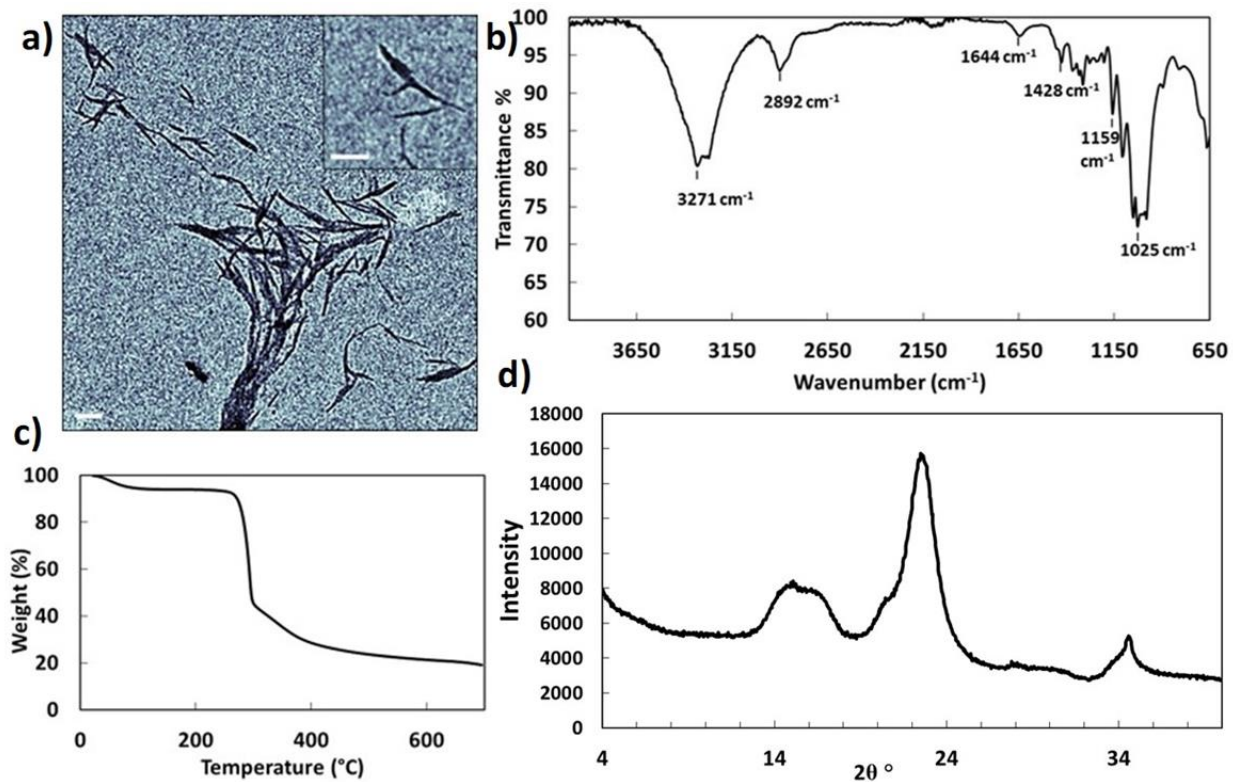 a)
b)
100
95
90
85
80
75
70
65
60
Transmittance %
3271 cm-1
2892 cm-1
1644 cm-1
1428 cm-1
1159
cm-1
1025 cm-1
3650 3150 2650 2150 1650 1150 650
Wavenumber (cm-1)
c)
100
80
60
40
20
0
Weight (%)
0 200 400 600
Temperature (°C)
d)
18000
16000
14000
12000
10000
8000
6000
4000
2000
0
Intensity
4 14 24 34
2θ °